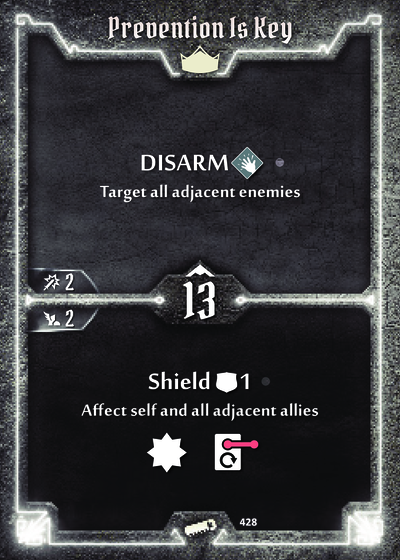 Prevention Is Key
DISARM
Target all adjacent enemies
2
13
2
Shield 1
Affect self and all adjacent allies
428